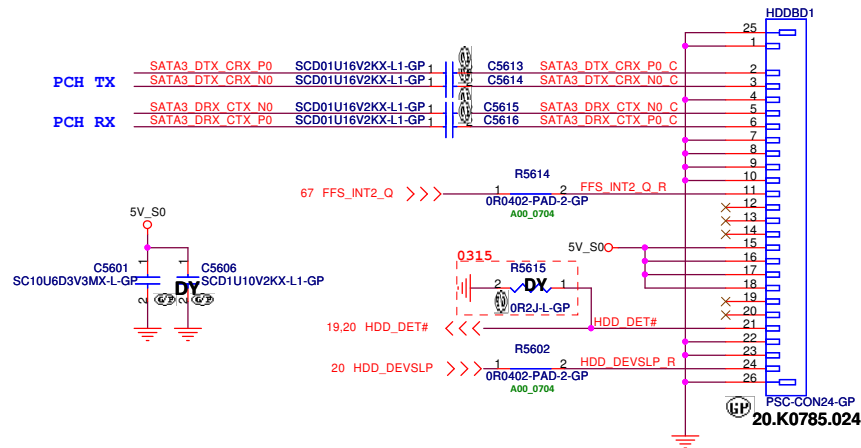 HDDBD1
25
1
SATA3_DTX_CRX_P0 SCD01U16V2KX-L1-GP 1 C5613 SATA3_DTX_CRX_P0_C 2
PCH TX
SATA3_DTX_CRX_N0 SCD01U16V2KX-L1-GP 1 C5614 SATA3_DTX_CRX_N0_C 3
4
SATA3_DRX_CTX_N0 SCD01U16V2KX-L1-GP 1 C5615 SATA3_DRX_CTX_N0_C 5
PCH RX
SATA3_DRX_CTX_P0 SCD01U16V2KX-L1-GP 1 C5616 SATA3_DRX_CTX_P0_C 6
7
8
9
10
R5614
67 FFS_INT2_Q 1 2 FFS_INT2_Q_R 11
0R0402-PAD-2-GP
A00_0704
12
13
14
5V_S0
5V_S0 15
16
17
18
0315
R5615
2 DY 1
0R2J-L-GP
1 C5601
SC10U6D3V3MX-L-GP
2
1 C5606
DY SCD1U10V2KX-L1-GP
2
19
20
19,20 HDD_DET# HDD_DET# 21
22
23
R5602
20 HDD_DEVSLP 1 2 HDD_DEVSLP_R 24
0R0402-PAD-2-GP
A00_0704
26
PSC-CON24-GP
GP 20.K0785.024